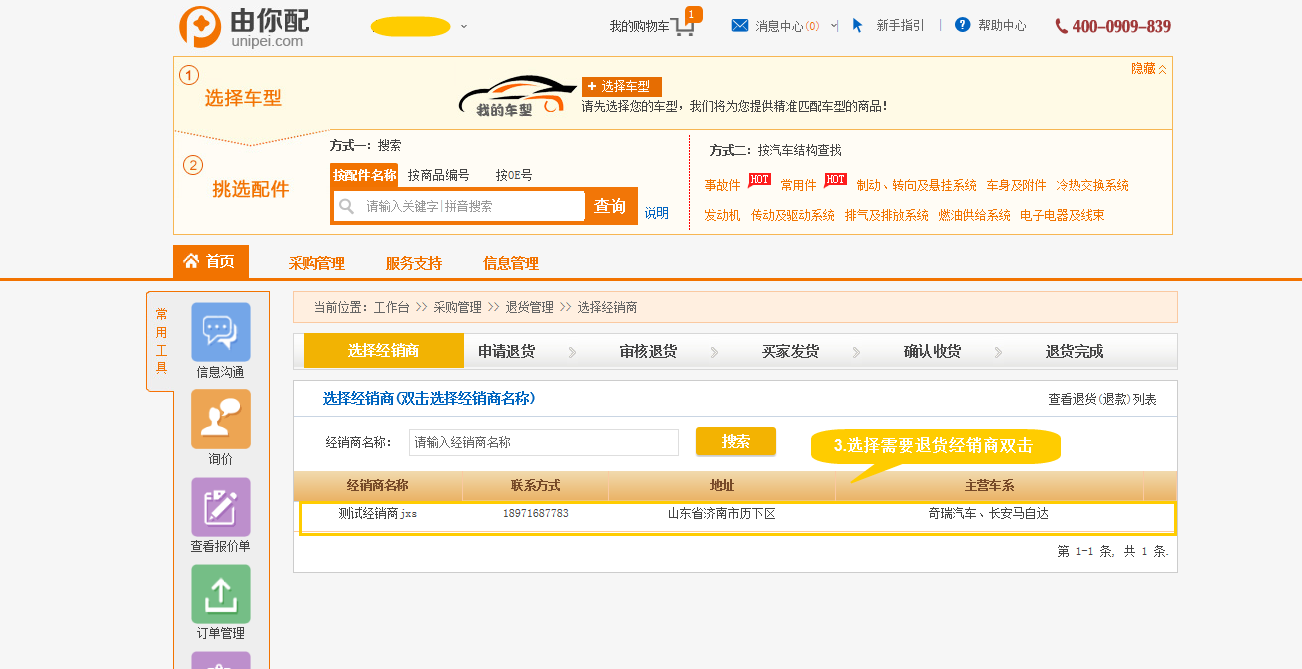 由你配
unipei.com
我的购物车 1
消息中心(0)
新手指引
帮助中心
400-0909-839
1
选择车型
我的车型
+ 选择车型
请先选择您的车型，我们将为您提供精准匹配车型的商品！
隐藏
2
挑选配件
方式一：搜索
按配件名称 按商品编号 按OE号
请输入关键字|拼音搜索
查询
说明
方式二：按汽车结构查找
事故件 HOT 常用件 HOT 制动、转向及悬挂系统 车身及附件 冷热交换系统
发动机 传动及驱动系统 排气及排放系统 燃油供给系统 电子电器及线束
首页 采购管理 服务支持 信息管理
常用工具
信息沟通
询价
查看报价单
订单管理
当前位置：工作台 >> 采购管理 >> 退货管理 >> 选择经销商
选择经销商 申请退货 审核退货 买家发货 确认收货 退货完成
选择经销商(双击选择经销商名称)
查看退货(退款)列表
经销商名称：
请输入经销商名称
搜索
3.选择需要退货经销商双击
经销商名称 联系方式 地址 主营车系
测试经销商jxs 18971687783 山东省济南市历下区 奇瑞汽车、长安马自达
第 1-1 条, 共 1 条.